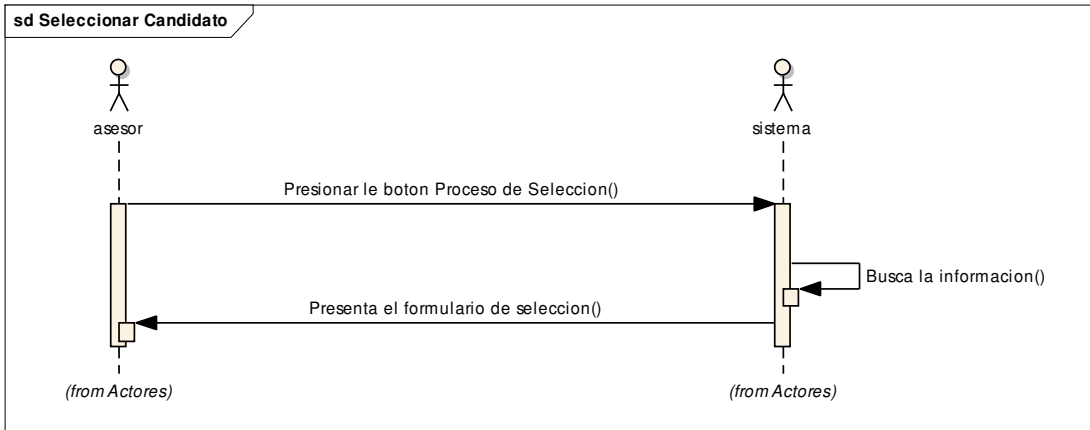 sd Seleccionar Candidato
asesor
sistema
Presionar le boton Proceso de Seleccion()
Busca la informacion()
Presenta el formulario de seleccion()
(from Actores)
(from Actores)